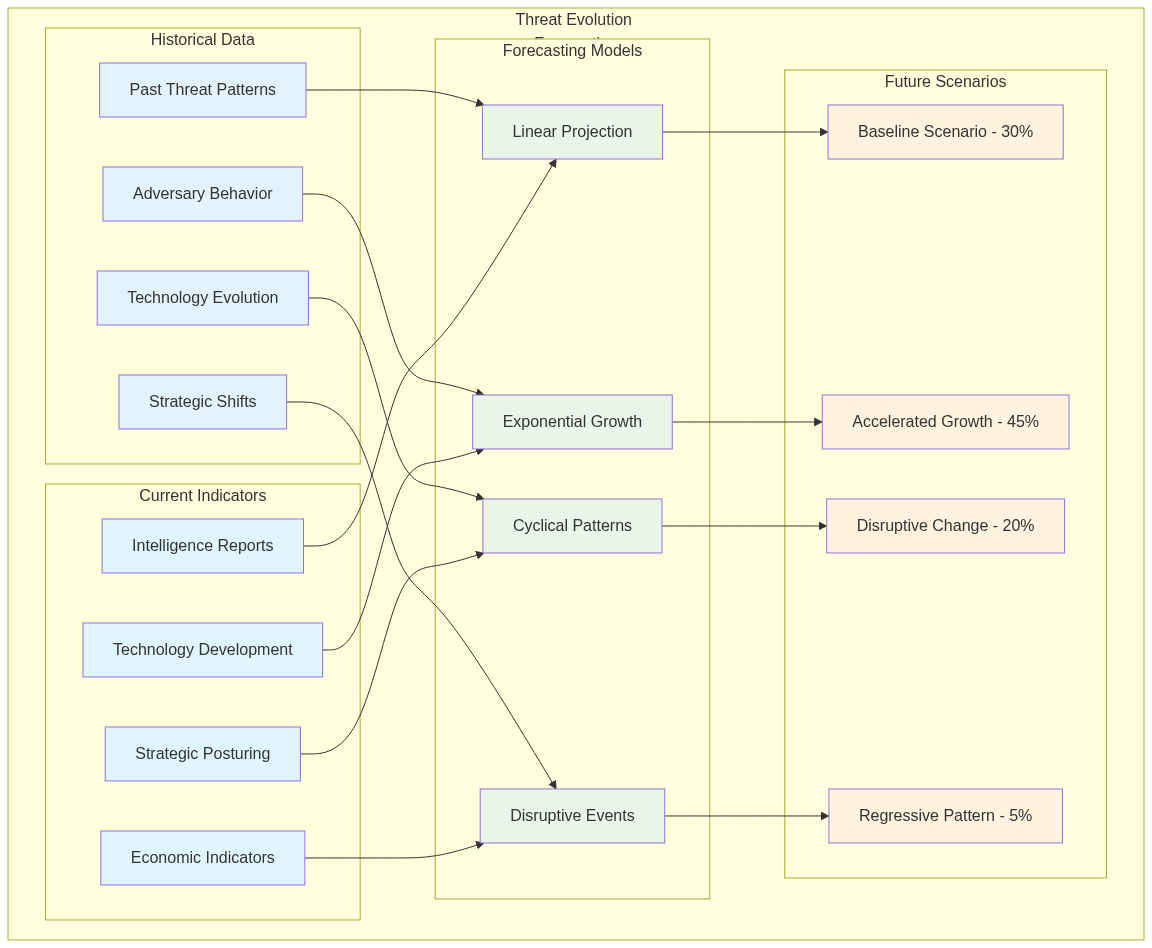 Threat Evolution
Historical Data
Past Threat Patterns
Adversary Behavior
Technology Evolution
Strategic Shifts
Current Indicators
Intelligence Reports
Technology Development
Strategic Posturing
Economic Indicators
Forecasting Models
Linear Projection
Exponential Growth
Cyclical Patterns
Disruptive Events
Future Scenarios
Baseline Scenario - 30%
Accelerated Growth - 45%
Disruptive Change - 20%
Regressive Pattern - 5%